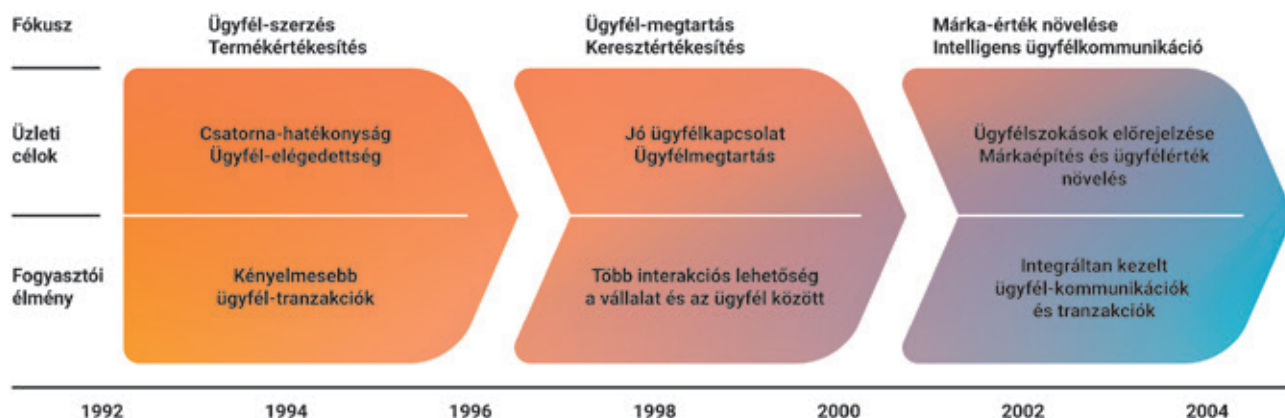 Fókusz
Ügyfél-szerzés
Termékértékesítés
Ügyfél-megtartás
Keresztértékesítés
Márka-érték növelése
Intelligens ügyfélkommunikáció
Üzleti
célok
Csatorna-hatékonyság
Ügyfél-elégedettség
Jó ügyfélkapcsolat
Ügyfélmegtartás
Ügyfélszokások előrejelzése
Márkaépítés és ügyfélérték
növelés
Fogyasztói
élmény
Kényelmesebb
ügyfél-tranzakciók
Több interakciós lehetőség
a vállalat és az ügyfél között
Integráltan kezelt
ügyfél-kommunikációk
és tranzakciók
1992 1994 1996 1998 2000 2002 2004